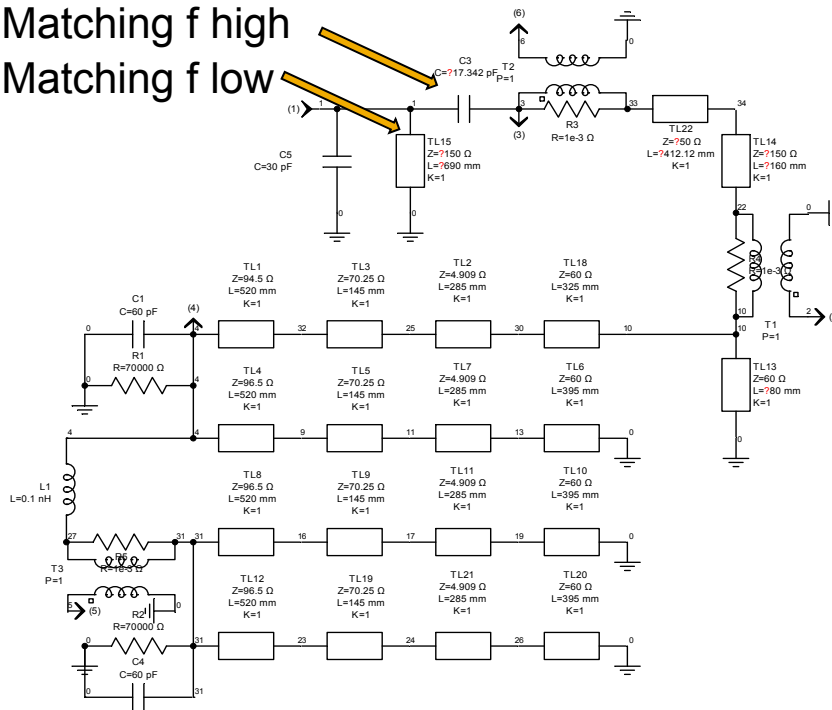 Matching f high
Matching f low
(6)
6
0
C3
C=?17.342 pF
T2
P=1
(1)
1
1
3
(3)
33
34
R3
R=1e-3 Ω
TL22
Z=?50 Ω
L=?412.12 mm
K=1
TL14
Z=?150 Ω
L=?160 mm
K=1
C5
C=30 pF
TL15
Z=?150 Ω
L=?690 mm
K=1
0
0
22
0
R=1e-3 Ω
10
2
T1
P=1
TL1
Z=94.5 Ω
L=520 mm
K=1
TL3
Z=70.25 Ω
L=145 mm
K=1
TL2
Z=4.909 Ω
L=285 mm
K=1
TL18
Z=60 Ω
L=325 mm
K=1
C1
C=60 pF
(4)
0
4
32
25
30
10
10
R1
R=70000 Ω
0
4
TL13
Z=60 Ω
L=?80 mm
K=1
0
TL4
Z=96.5 Ω
L=520 mm
K=1
TL5
Z=70.25 Ω
L=145 mm
K=1
TL7
Z=4.909 Ω
L=285 mm
K=1
TL6
Z=60 Ω
L=395 mm
K=1
4
4
9
11
13
0
L1
L=0.1 nH
TL8
Z=96.5 Ω
L=520 mm
K=1
TL9
Z=70.25 Ω
L=145 mm
K=1
TL11
Z=4.909 Ω
L=285 mm
K=1
TL10
Z=60 Ω
L=395 mm
K=1
27
31
31
16
17
19
0
R=1e-3 Ω
T3
P=1
5
(5)
0
R2
R=70000 Ω
TL12
Z=96.5 Ω
L=520 mm
K=1
TL19
Z=70.25 Ω
L=145 mm
K=1
TL21
Z=4.909 Ω
L=285 mm
K=1
TL20
Z=60 Ω
L=395 mm
K=1
0
31
23
24
26
0
C4
C=60 pF
0
31